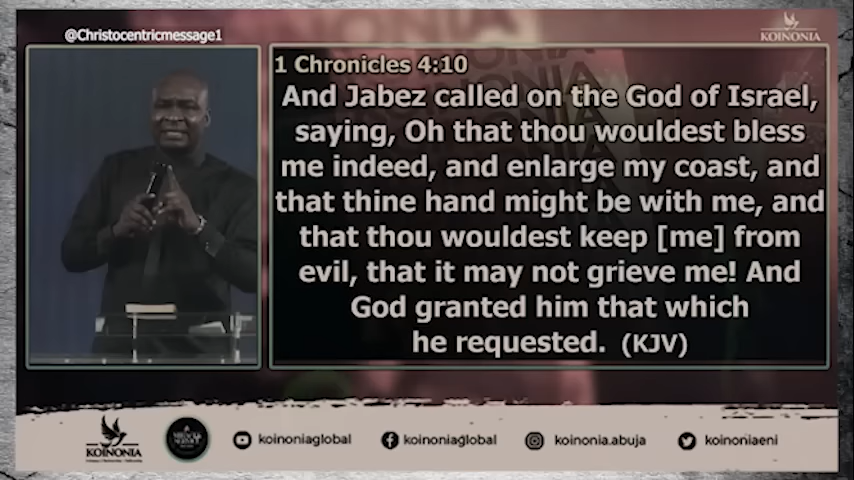 @Christocentricmessage1
KOINONIA
1 Chronicles 4:10
And Jabez called on the God of Israel,
saying, Oh that thou wouldest bless
me indeed, and enlarge my coast, and
that thine hand might be with me, and
that thou wouldest keep [me] from
evil, that it may not grieve me! And
God granted him that which
he requested. (KJV)
KOINONIA
MIRACLE SERVICE
koinoniaglobal
koinoniaglobal
koinonia.abuja
koinoniaeni